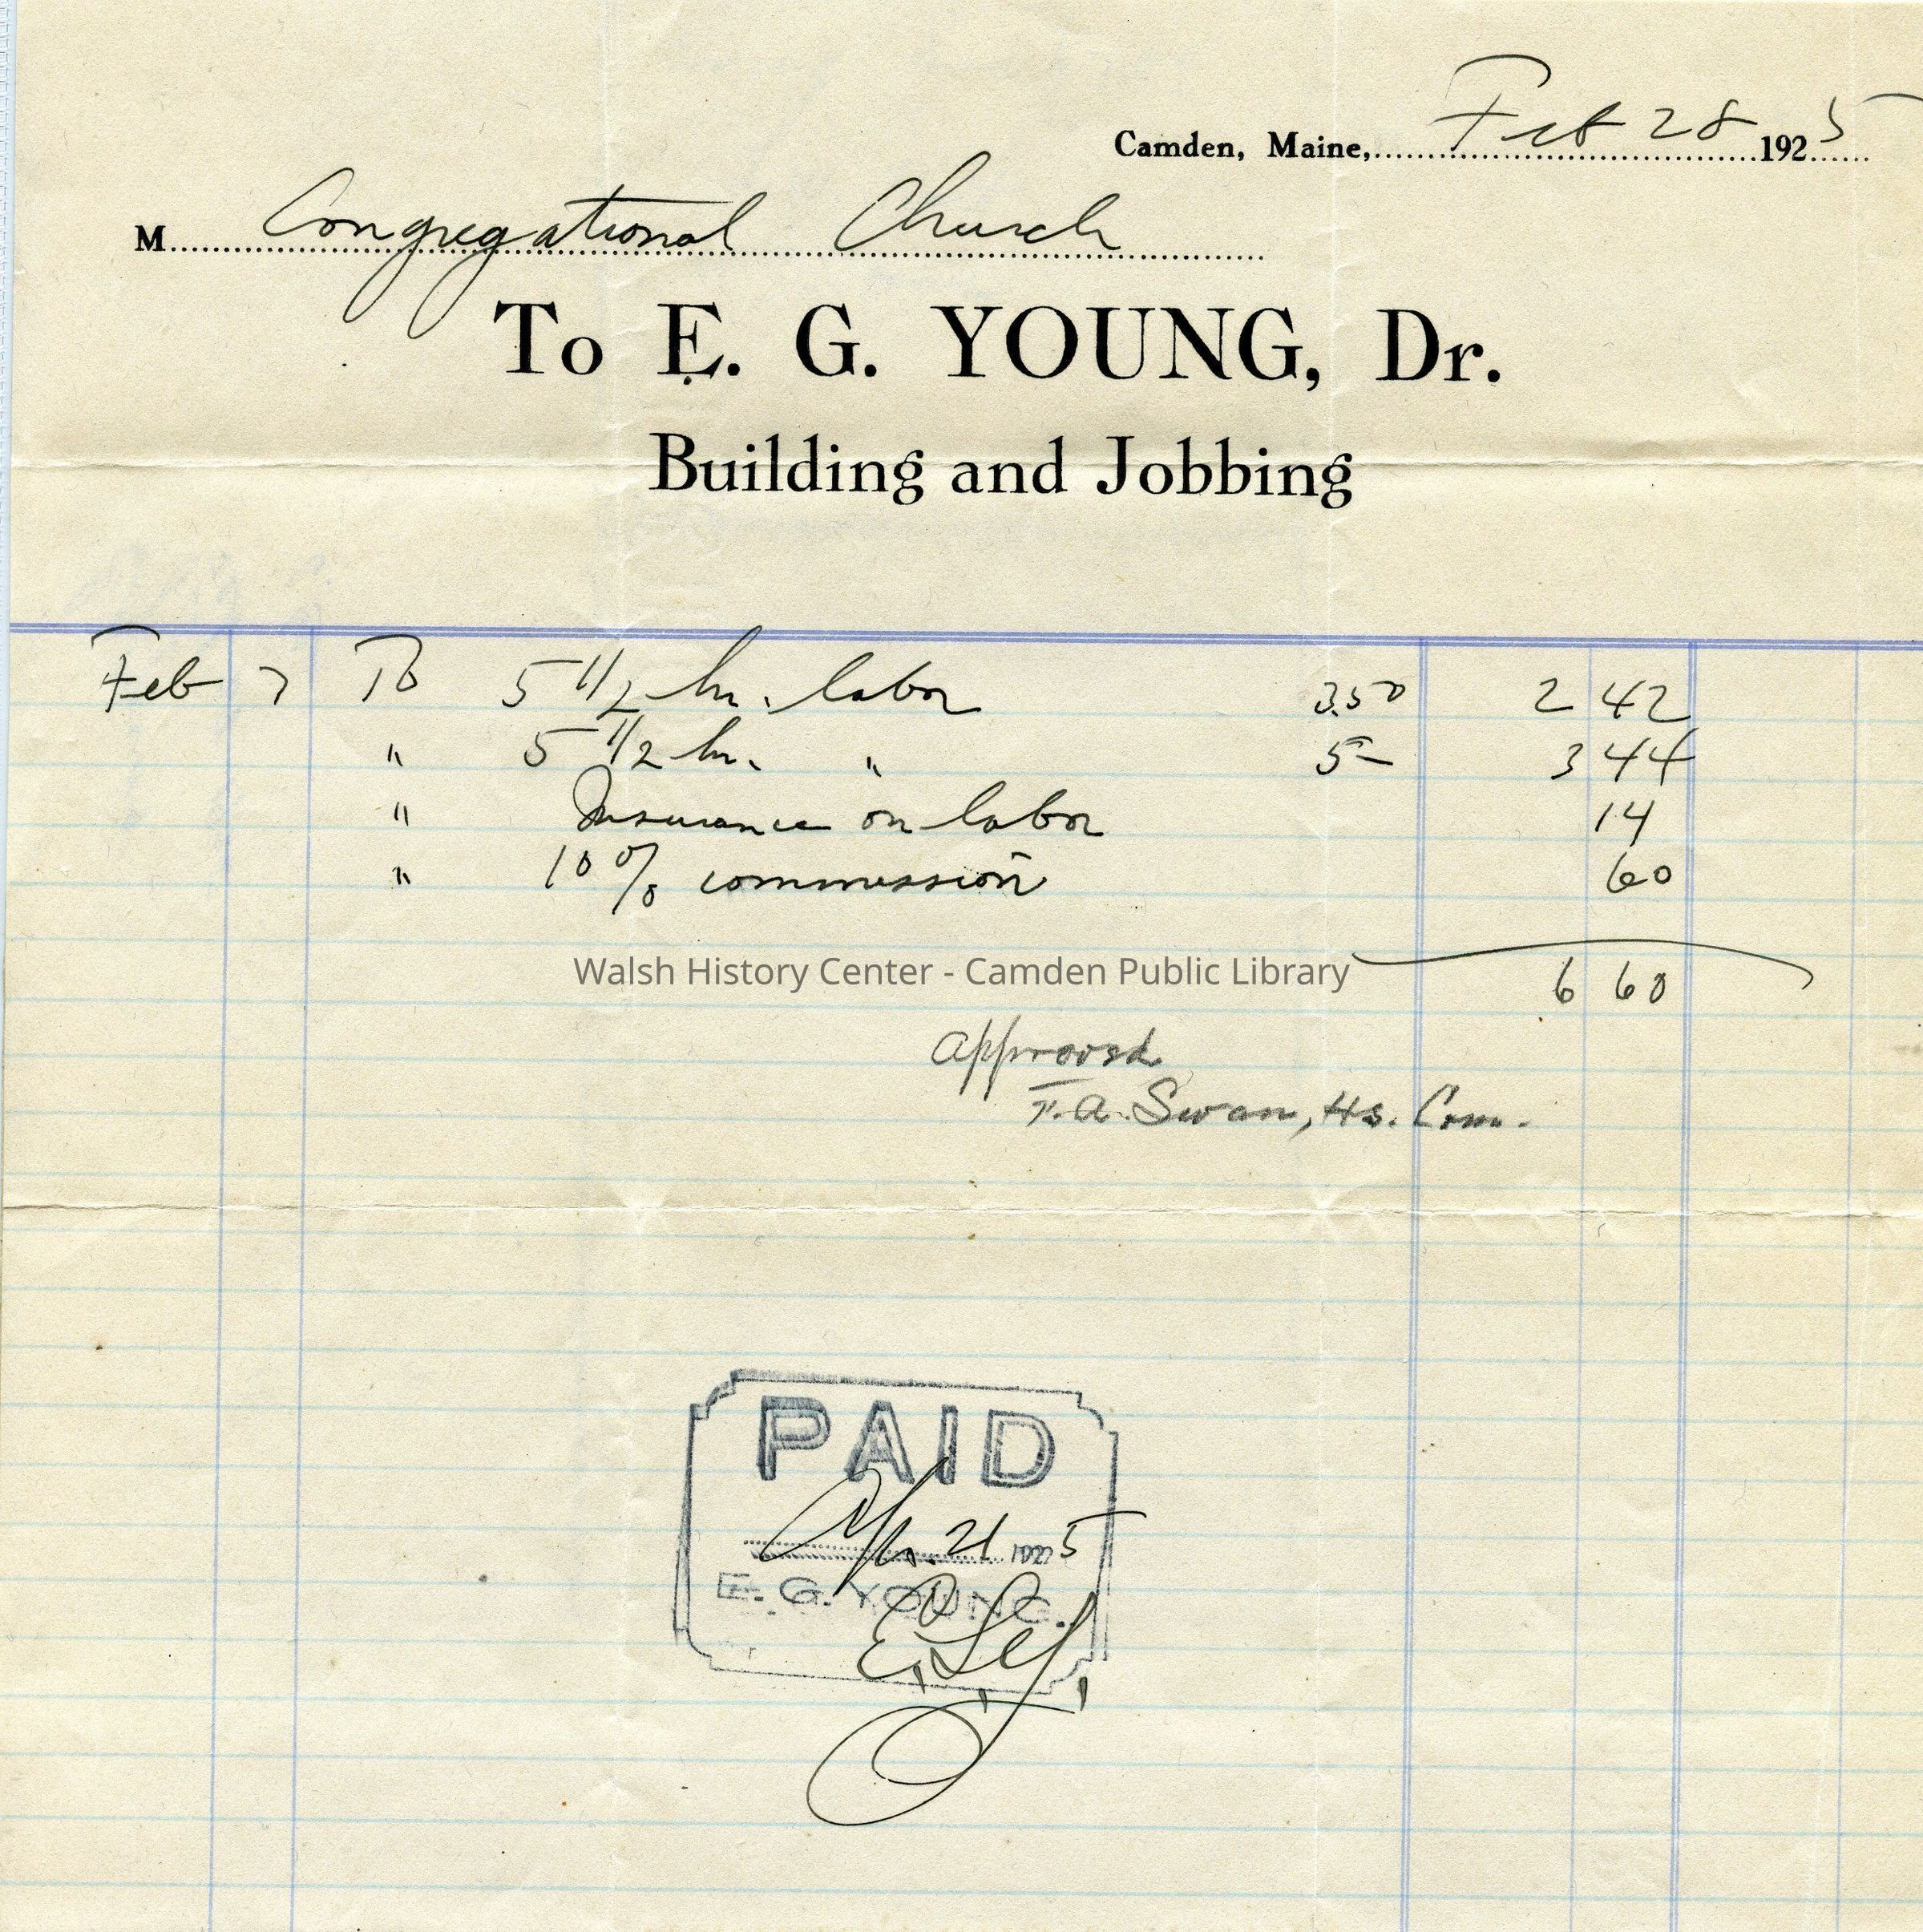 Camden, Maine, Feb 28 1925
M Congregational Church
To E. G. YOUNG, Dr.
Building and Jobbing
Feb 7 To 5 1/2 hr. labor 3.50 2 42
" 5 1/2 hr. " 5- 3 44
" Insurance on labor 14
" 10% commission 60
Walsh History Center - Camden Public Library
6 60
Approved
F.A. Swan, Hs. Com.
PAID
Apr. 21 1925
E. G. YOUNG.